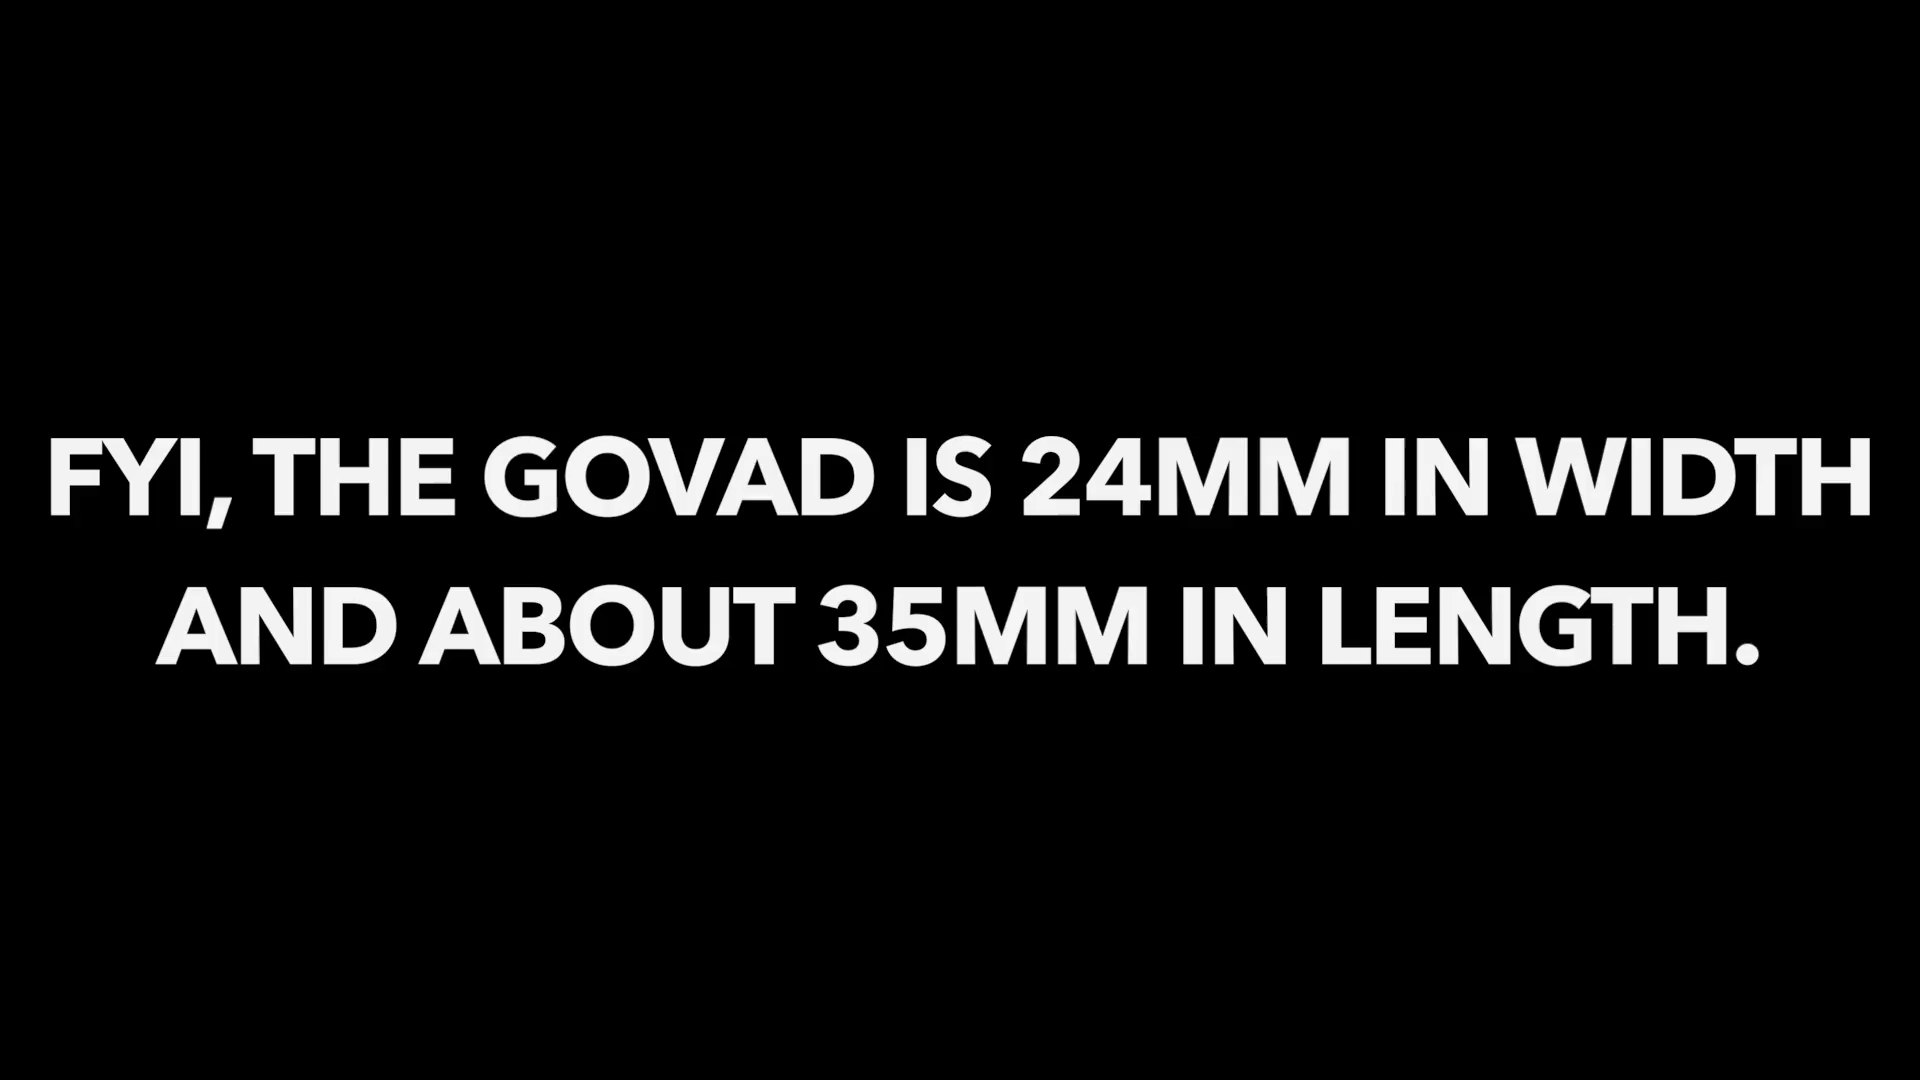 FYI, THE GOVAD IS 24MM IN WIDTH
AND ABOUT 35MM IN LENGTH.